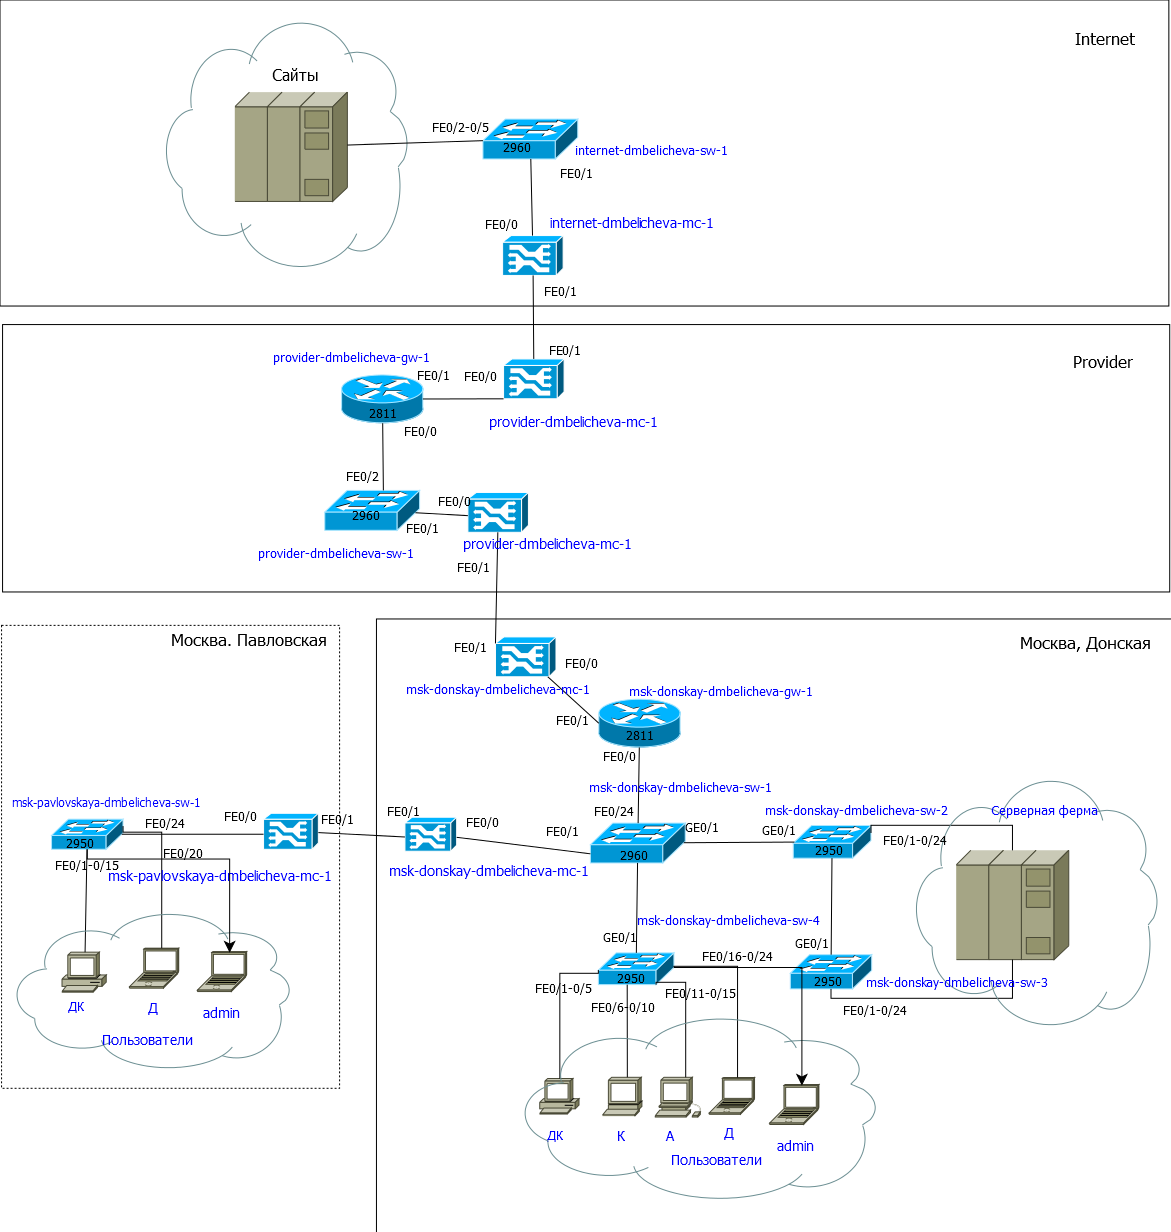 Internet
Сайты
FE0/2-0/5
2960
internet-dmbelicheva-sw-1
FE0/1
FE0/0
internet-dmbelicheva-mc-1
FE0/1
Provider
FE0/1
provider-dmbelicheva-gw-1
FE0/1
FE0/0
2811
provider-dmbelicheva-mc-1
FE0/0
FE0/2
FE0/0
2960
FE0/1
provider-dmbelicheva-mc-1
provider-dmbelicheva-sw-1
FE0/1
Москва. Павловская
Москва, Донская
FE0/1
FE0/0
msk-donskay-dmbelicheva-mc-1
msk-donskay-dmbelicheva-gw-1
FE0/1
2811
FE0/0
msk-donskay-dmbelicheva-sw-1
msk-pavlovskaya-dmbelicheva-sw-1
FE0/0
FE0/1
FE0/24
2950
FE0/20
FE0/1-0/15
msk-pavlovskaya-dmbelicheva-mc-1
FE0/1
FE0/0
msk-donskay-dmbelicheva-mc-1
FE0/24
FE0/1
GE0/1
2960
msk-donskay-dmbelicheva-sw-2
GE0/1
2950
FE0/1-0/24
Серверная ферма
msk-donskay-dmbelicheva-sw-4
GE0/1
2950
FE0/16-0/24
GE0/1
2950
msk-donskay-dmbelicheva-sw-3
FE0/1-0/5
FE0/6-0/10
FE0/11-0/15
FE0/1-0/24
ДК
Д
admin
Пользователи
ДК
К
А
Д
admin
Пользователи